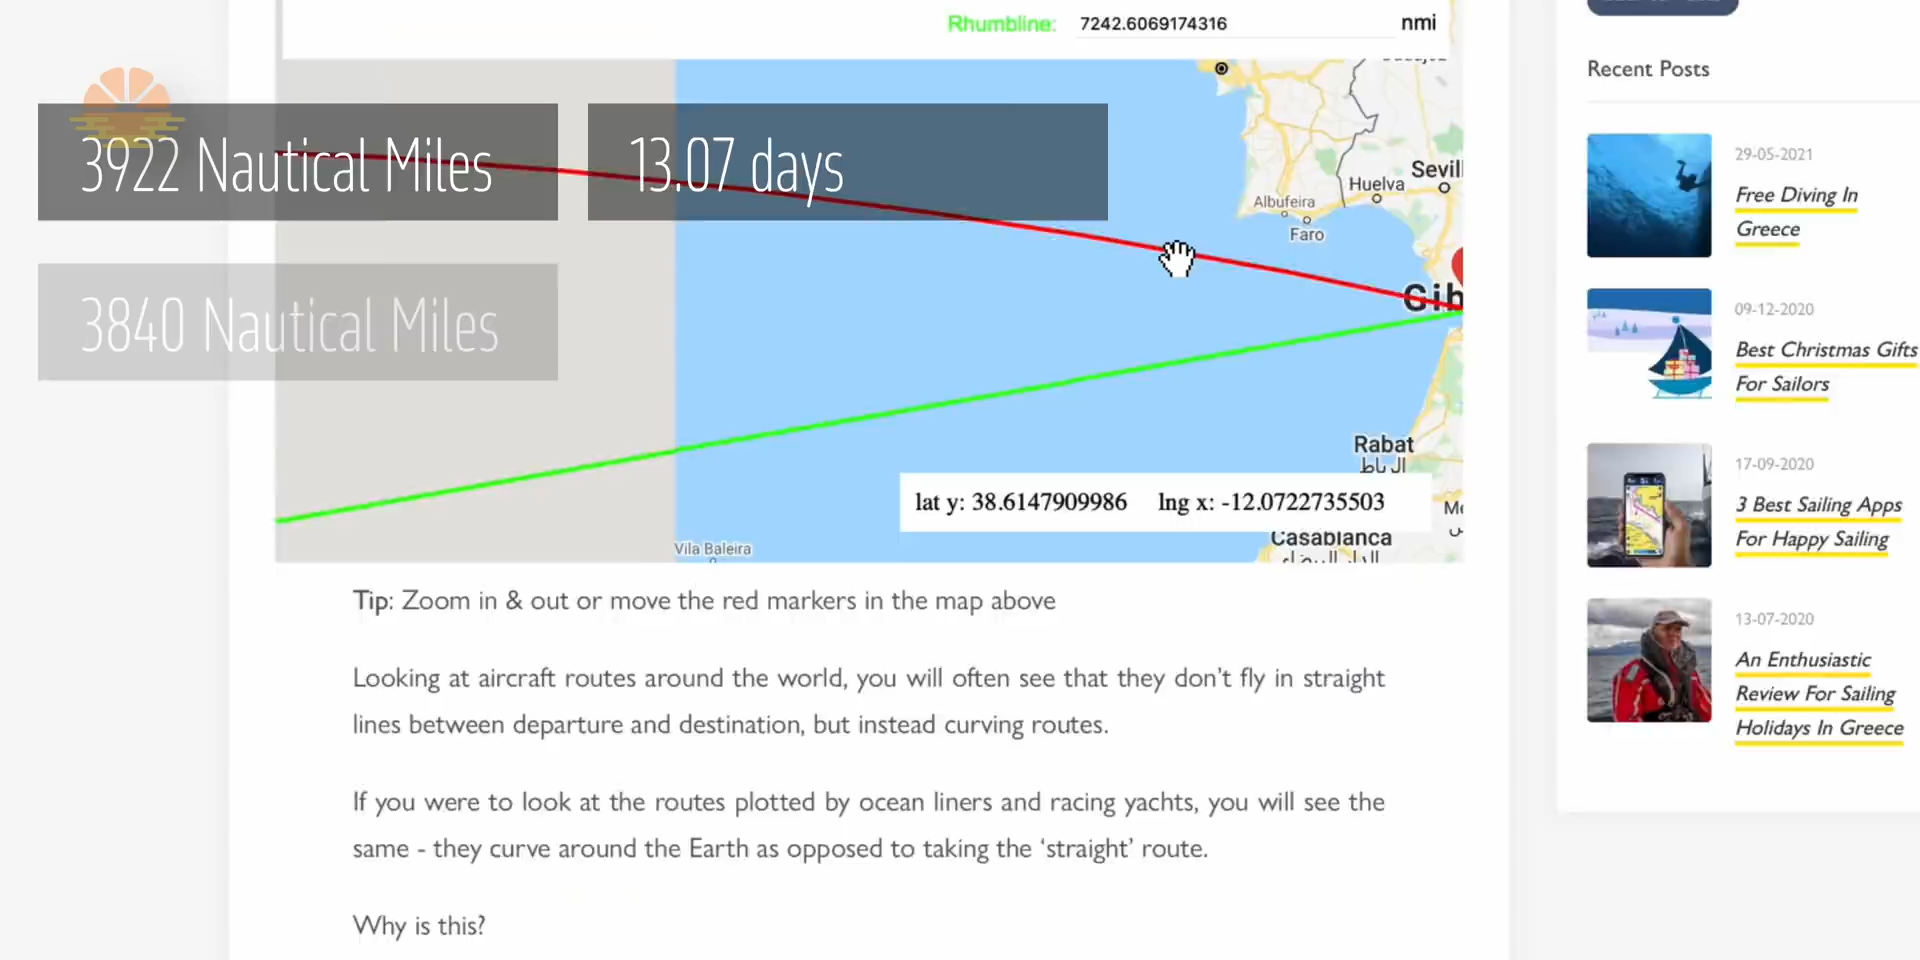 Rhumbline: 7242.6069174316 nmi
3922 Nautical Miles
13.07 days
3840 Nautical Miles
Huelva
Albufeira
Faro
Rabat
الرباط
lat y: 38.6147909986 lng x: -12.0722735503
Casablanca
Vila Baleira
Tip: Zoom in & out or move the red markers in the map above
Looking at aircraft routes around the world, you will often see that they don't fly in straight
lines between departure and destination, but instead curving routes.
If you were to look at the routes plotted by ocean liners and racing yachts, you will see the
same - they curve around the Earth as opposed to taking the ‘straight’ route.
Why is this?
Recent Posts
29-05-2021
Free Diving In
Greece
09-12-2020
Best Christmas Gifts
For Sailors
17-09-2020
3 Best Sailing Apps
For Happy Sailing
13-07-2020
An Enthusiastic
Review For Sailing
Holidays In Greece